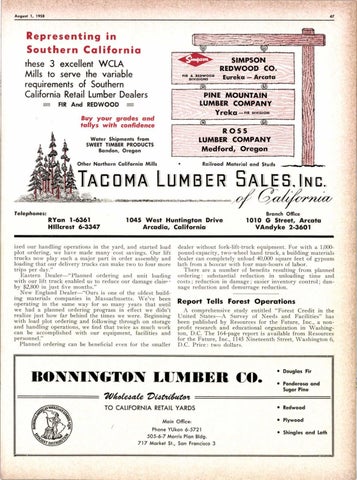 August 1, 1958
47
Representing in
Southern California
these 3 excellent WCLA
Mills to serve the variable
requirements of Southern
California Retail Lumber Dealers
FIR And REDWOOD
Buy your grades and
tallys with confidence
Water Shipments from
SWEET TIMBER PRODUCTS
Bandon, Oregon
Other Northern California Mills • Railroad Material and Studs
Simpson
FIR & REDWOOD
DIVISIONS
SIMPSON
REDWOOD CO.
Eureka — Arcata
PINE MOUNTAIN
LUMBER COMPANY
Yreka — FIR DIVISION
ROSS
LUMBER COMPANY
Medford, Oregon
TACOMA LUMBER SALES, INC.
of California
Telephones:
RYan 1-6361
HIllcrest 6-3347
1045 West Huntington Drive
Arcadia, California
Branch Office
1010 G Street, Arcata
VAndyke 2-3601
ized our handling operations in the yard, and started load
pilot ordering, we have made many cost savings. Our lift
trucks now play such a major part in order assembly and
loading that our delivery trucks can make two to four more
trips per day."
Eastern Dealer—"Planned ordering and unit loading
with our lift truck enabled us to reduce our damage claims
by $2,800 in just five months."
New England Dealer—"Ours is one of the oldest build-
ing materials companies in Massachusetts. We've been
operating in the same way for so many years that until
we had a planned ordering program in effect we didn't
realize just how far behind the times we were. Beginning
with load pilot ordering and following through on storage
and handling operations, we find that twice as much work
can be accomplished with our equipment, facilities and
personnel."
Planned ordering can be beneficial even for the smaller
dealer without fork-lift truck equipment. For with a 1,000-
pound capacity, two-wheel hand truck, a building materials
dealer can completely unload 40,000 square feet of gypsum
lath from a boxcar with four man-hours of labor.
There are a number of benefits resulting from planned
ordering: substantial reduction in unloading time and
costs; reduction in damage; easier inventory control; dam-
age reduction and demurrage reduction.
Report Tells Forest Operations
A comprehensive study entitled "Forest Credit in the
United States—A Survey of Needs and Facilities" has
been published by Resources for the Future, Inc., a non-
profit research and educational organization in Washing-
ton, D.C. The 164-page report is available from Resources
for the Future, Inc., 1145 Nineteenth Street, Washington 6,
D.C. Price: two dollars.
BONNINGTON LUMBER CO.
Wholesale Distributor
TO CALIFORNIA RETAIL YARDS
Main Office:
Phone YUkon 6-5721
505-6-7 Morris Plan Bldg.
717 Market St., San Francisco 3
• Douglas Fir
• Ponderosa and
Sugar Pine
• Redwood
• Plywood
• Shingles and Lath